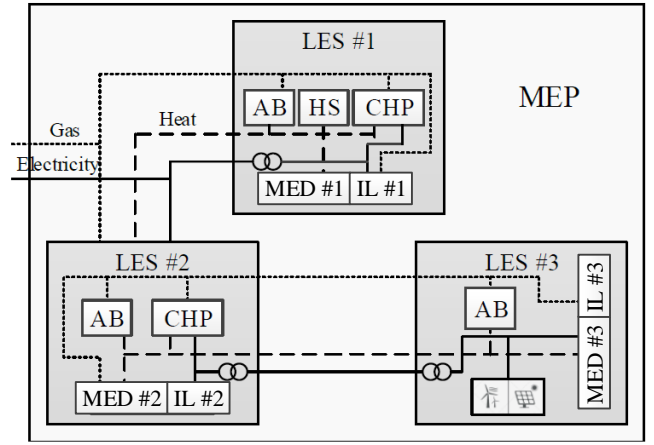 LES #1
MEP
AB
HS
CHP
Heat
Gas
Electricity
MED #1
IL #1
LES #2
LES #3
IL #3
AB
CHP
AB
MED #3
MED #2
IL #2